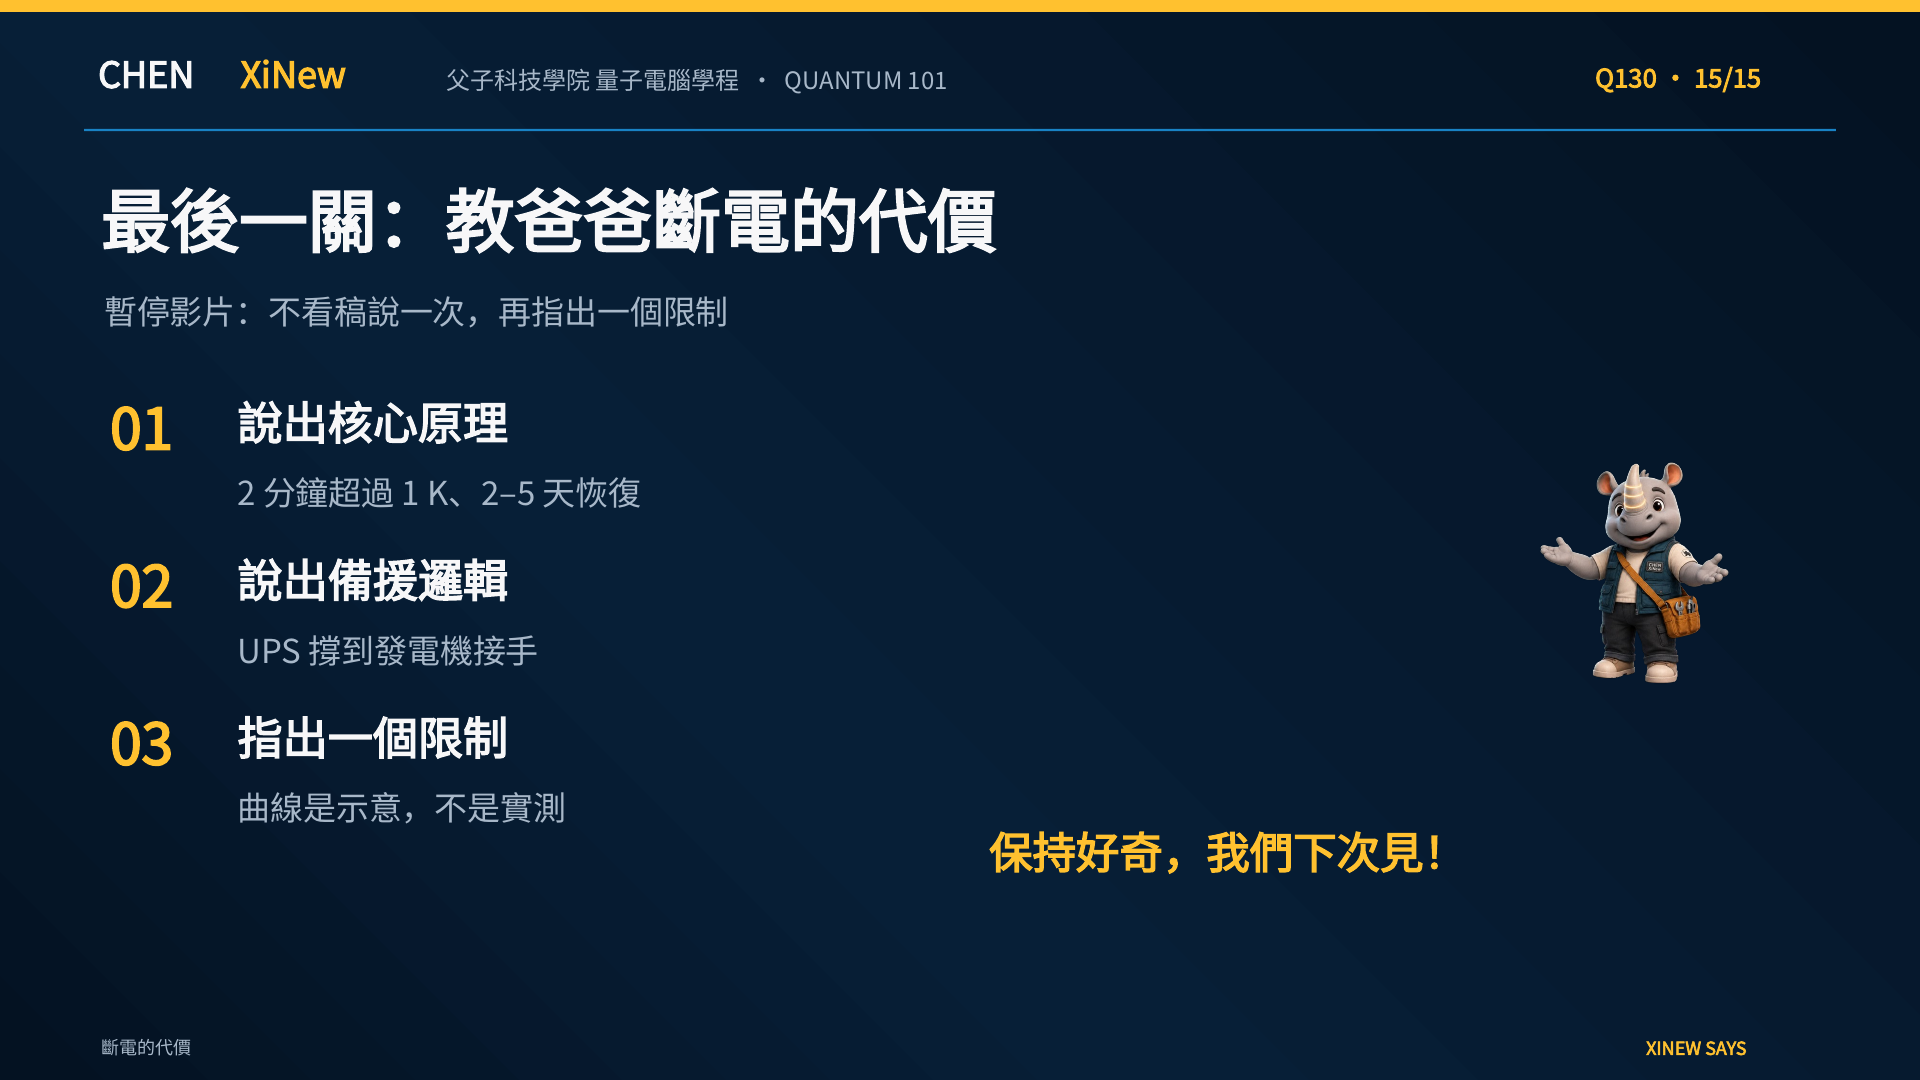 CHEN XiNew 父子科技學院 量子電腦學程 • QUANTUM 101 Q130 • 15/15
最後一關：教爸爸斷電的代價
暫停影片：不看稿說一次，再指出一個限制
01 說出核心原理
2 分鐘超過 1 K、2–5 天恢復
02 說出備援邏輯
UPS 撐到發電機接手
03 指出一個限制
曲線是示意，不是實測
CHEN XiNew
保持好奇，我們下次見！
斷電的代價 XINEW SAYS